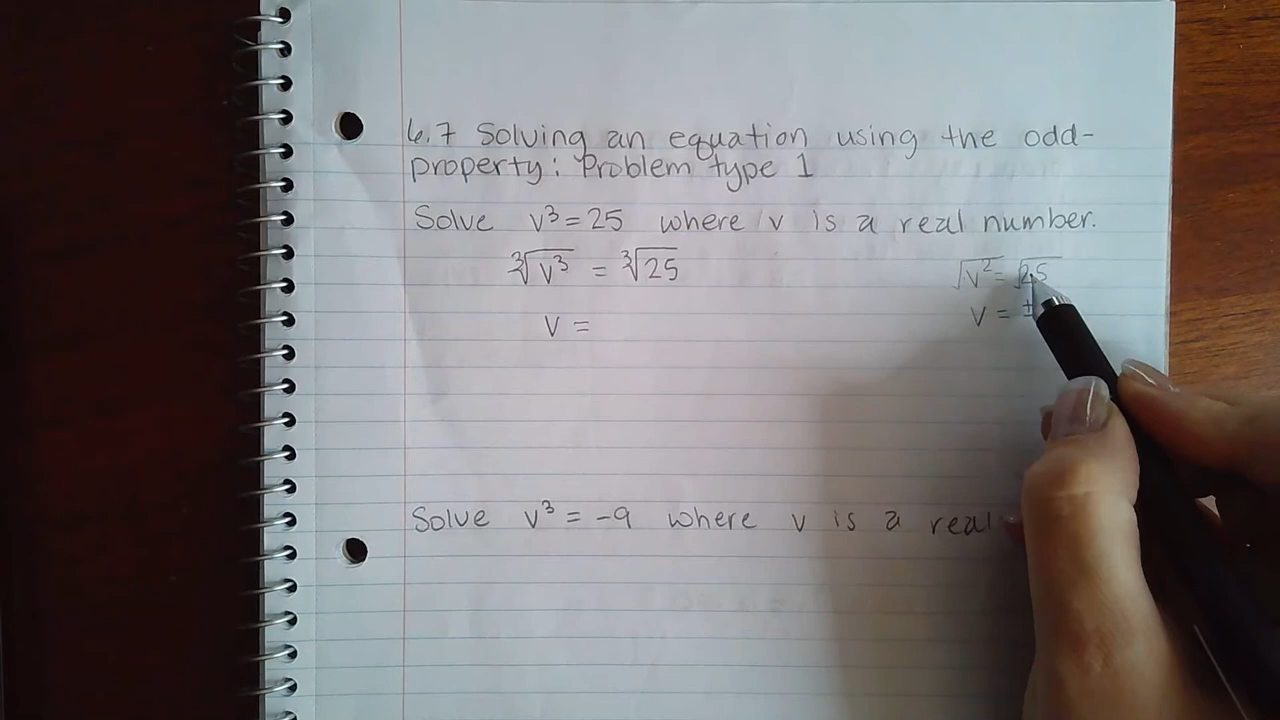 6.7 Solving an equation using the odd-
property: Problem type 1
Solve v³=25 where v is a real number.
∛v³ = ∛25
√v² = √25
v =
v = ±
Solve v³ = -9 where v is a real